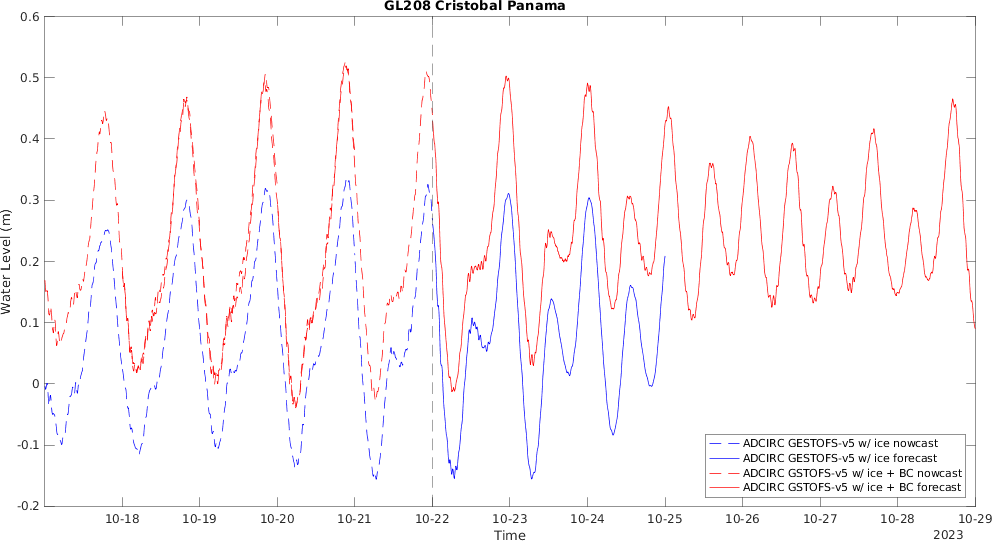 GL208 Cristobal Panama
0.6
0.5
0.4
0.3
0.2
0.1
0
-0.1
-0.2
Water Level (m)
ADCIRC GESTOFS-v5 w/ ice nowcast
ADCIRC GESTOFS-v5 w/ ice forecast
ADCIRC GSTOFS-v5 w/ ice + BC nowcast
ADCIRC GSTOFS-v5 w/ ice + BC forecast
10-18 10-19 10-20 10-21 10-22 10-23 10-24 10-25 10-26 10-27 10-28 10-29
Time
2023